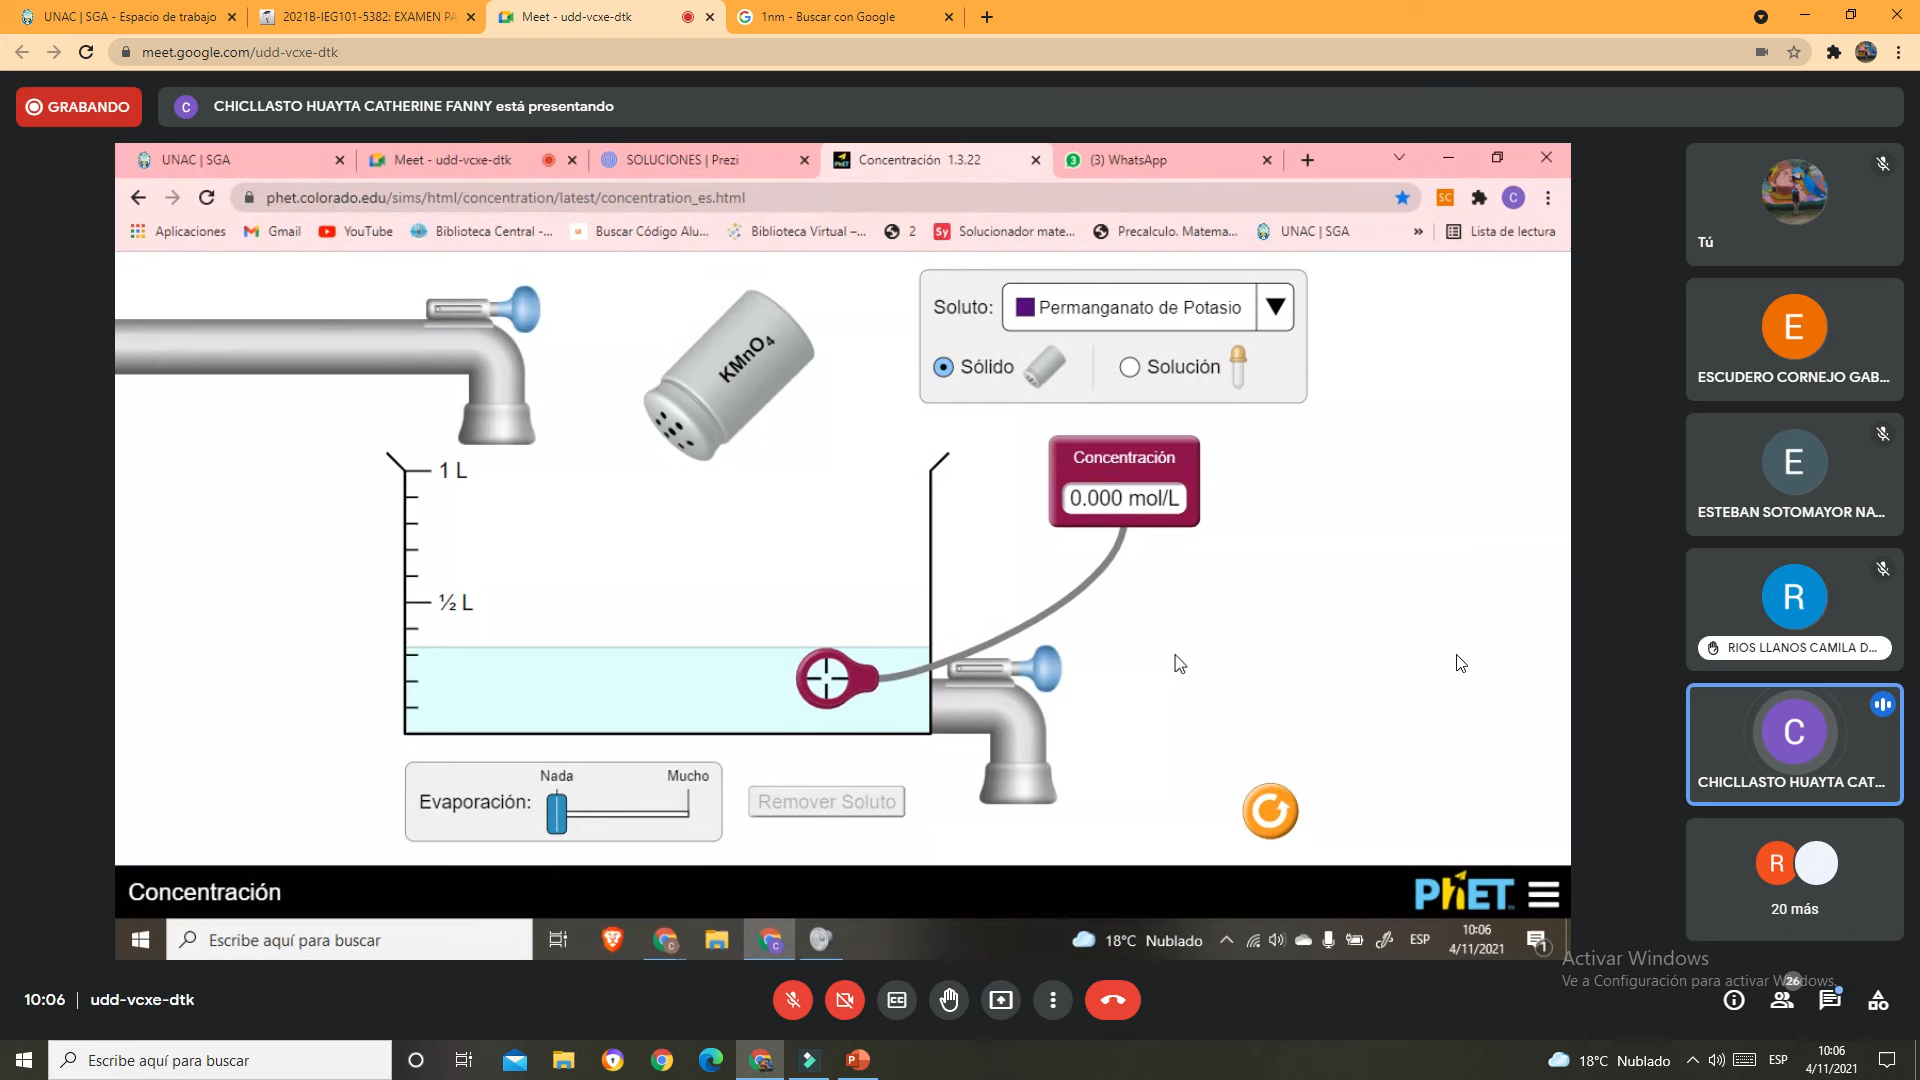 UNAC | SGA - Espacio de trabajo
2021B-IEG101-5382: EXAMEN PA
Meet - udd-vcxe-dtk
1nm - Buscar con Google
meet.google.com/udd-vcxe-dtk
GRABANDO
C
CHICLLASTO HUAYTA CATHERINE FANNY está presentando
UNAC | SGA
Meet - udd-vcxe-dtk
SOLUCIONES | Prezi
Concentración 1.3.22
(3) WhatsApp
phet.colorado.edu/sims/html/concentration/latest/concentration_es.html
SC
C
Aplicaciones
Gmail
YouTube
Biblioteca Central -...
Buscar Código Alu...
Biblioteca Virtual –...
2
Sy
Solucionador mate...
Precalculo. Matema...
UNAC | SGA
»
Lista de lectura
KMnO4
Soluto:
Permanganato de Potasio
Sólido
Solución
Concentración
0.000 mol/L
1 L
½ L
Nada
Mucho
Evaporación:
Remover Soluto
Concentración
PhET
Escribe aquí para buscar
18°C Nublado
ESP
10:06
4/11/2021
1
Tú
E
ESCUDERO CORNEJO GAB...
E
ESTEBAN SOTOMAYOR NA...
R
RIOS LLANOS CAMILA D...
C
CHICLLASTO HUAYTA CAT...
R
20 más
Activar Windows
Ve a Configuración para activar Windows.
10:06 | udd-vcxe-dtk
26
Escribe aquí para buscar
18°C Nublado
ESP
10:06
4/11/2021